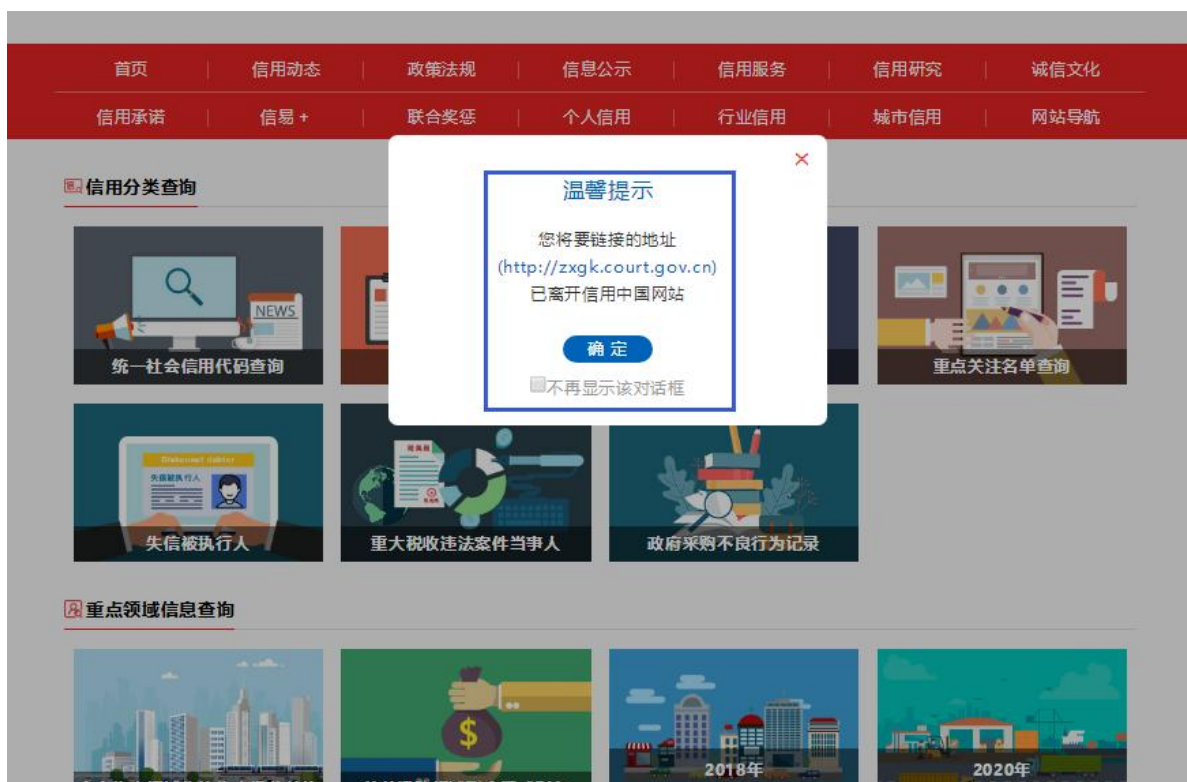 首页
信用动态
政策法规
信息公示
信用服务
信用研究
诚信文化
信用承诺
信易+
联合奖惩
个人信用
行业信用
城市信用
网站导航
信用分类查询
温馨提示
您将要链接的地址
(http://zxgk.court.gov.cn)
已离开信用中国网站
确定
不再显示该对话框
NEWS
统一社会信用代码查询
重点关注名单查询
失信被执行人
失信被执行人
重大税收违法案件当事人
政府采购不良行为记录
重点领域信息查询
$
2018年
2020年